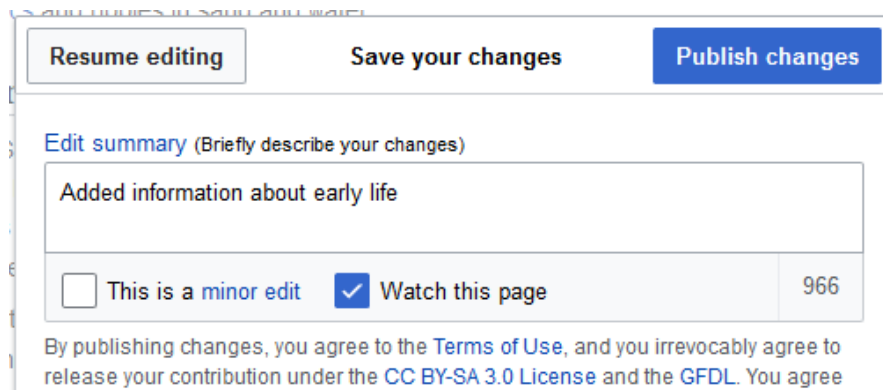 Resume editing Save your changes Publish changes
Edit summary (Briefly describe your changes)
Added information about early life
This is a minor edit Watch this page 966
By publishing changes, you agree to the Terms of Use, and you irrevocably agree to
release your contribution under the CC BY-SA 3.0 License and the GFDL. You agree